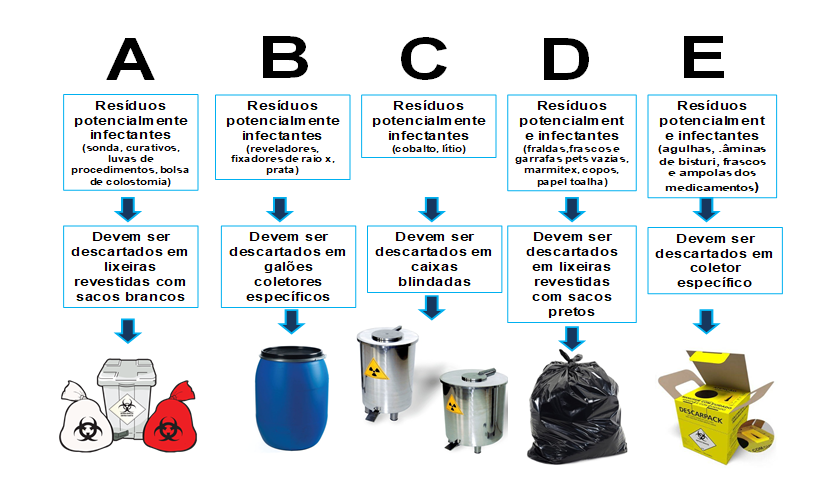 A
Resíduos
potencialmente
infectantes
(sonda, curativos,
luvas de
procedimentos, bolsa
de colostomia)
Devem ser
descartados em
lixeiras
revestidas com
sacos brancos
B
Resíduos
potencialmente
infectantes
(reveladores,
fixadores de raio x,
prata)
Devem ser
descartados em
galões
coletores
específicos
C
Resíduos
potencialmente
infectantes
(cobalto, lítio)
Devem ser
descartados em
caixas
blindadas
D
Resíduos
potencialment
e infectantes
(fraldas,frascos e
garrafas pets vazias,
marmitex, copos,
papel toalha)
Devem ser
descartados
em lixeiras
revestidas
com sacos
pretos
E
Resíduos
potencialment
e infectantes
(agulhas, .âminas
de bisturi, frascos
e ampolas dos
medicamentos)
Devem ser
descartados em
coletor
específico
DESCARPACK